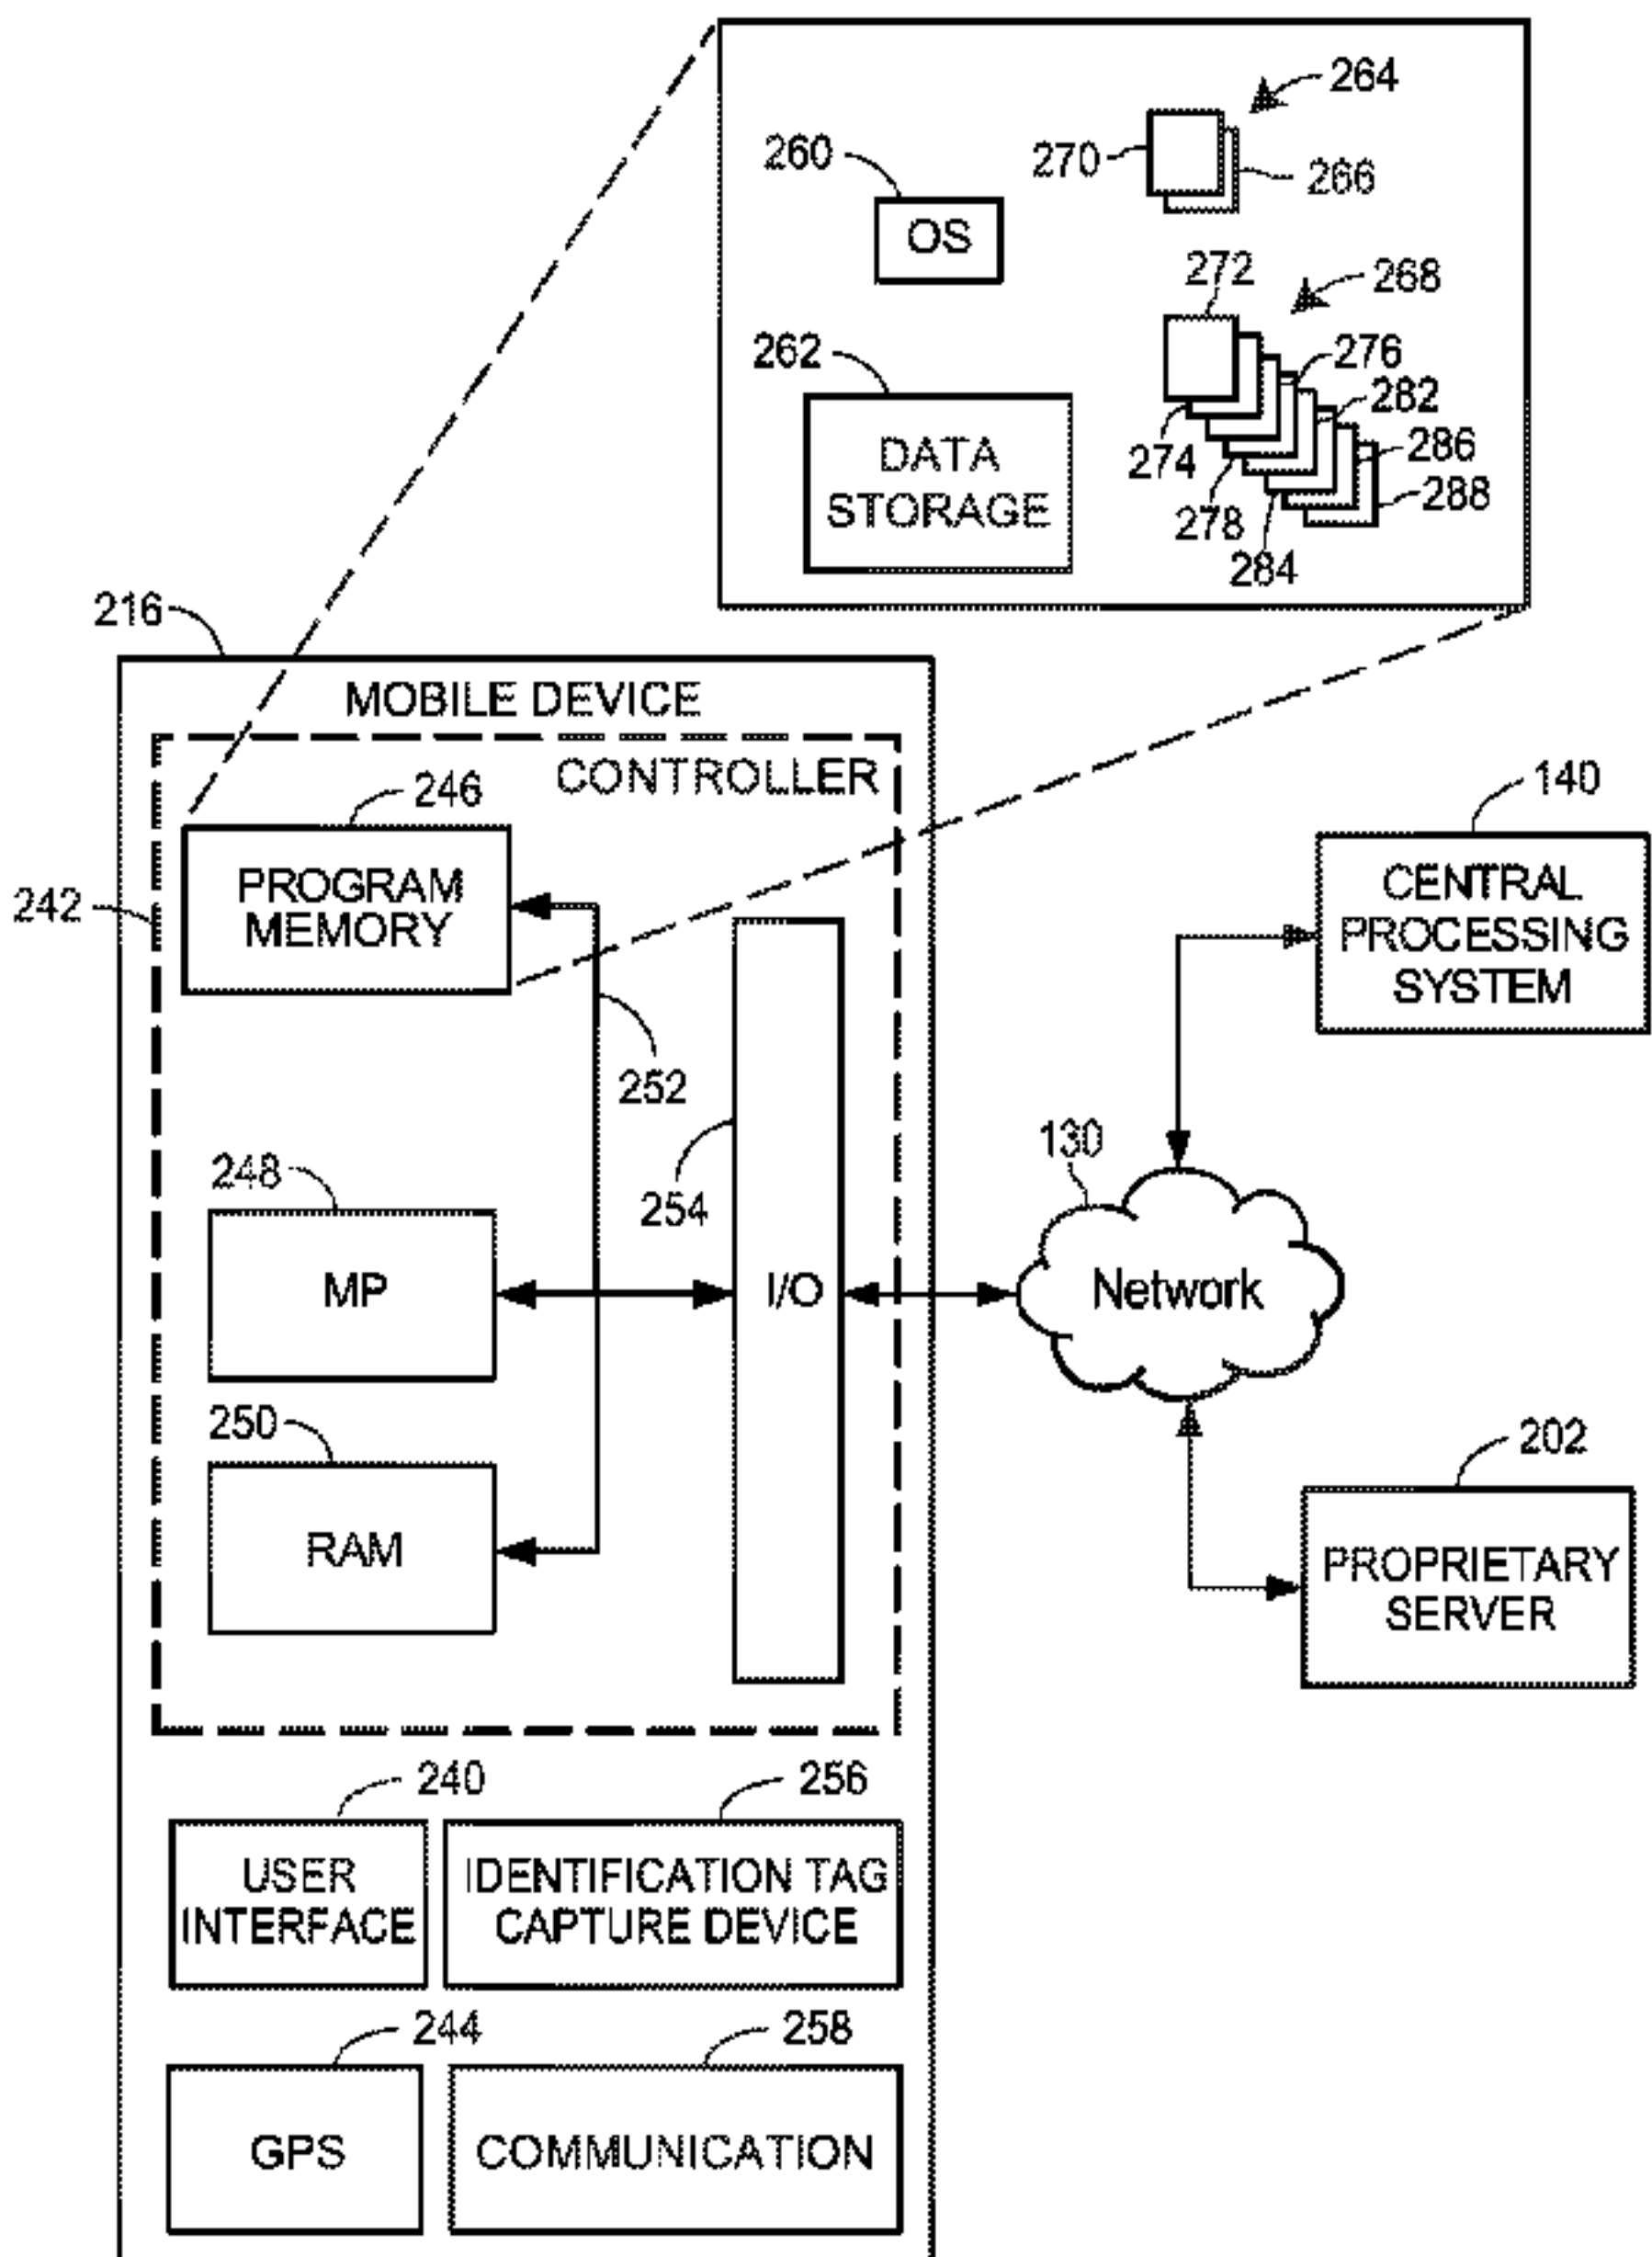 264
260
270
266
OS
272
268
262
276
282
DATA
STORAGE
274
286
278
288
284
216
MOBILE DEVICE
CONTROLLER
246
140
PROGRAM
MEMORY
242
CENTRAL
PROCESSING
SYSTEM
252
130
248
254
MP
I/O
Network
250
202
RAM
PROPRIETARY
SERVER
240
256
USER
INTERFACE
IDENTIFICATION TAG
CAPTURE DEVICE
244
258
GPS
COMMUNICATION